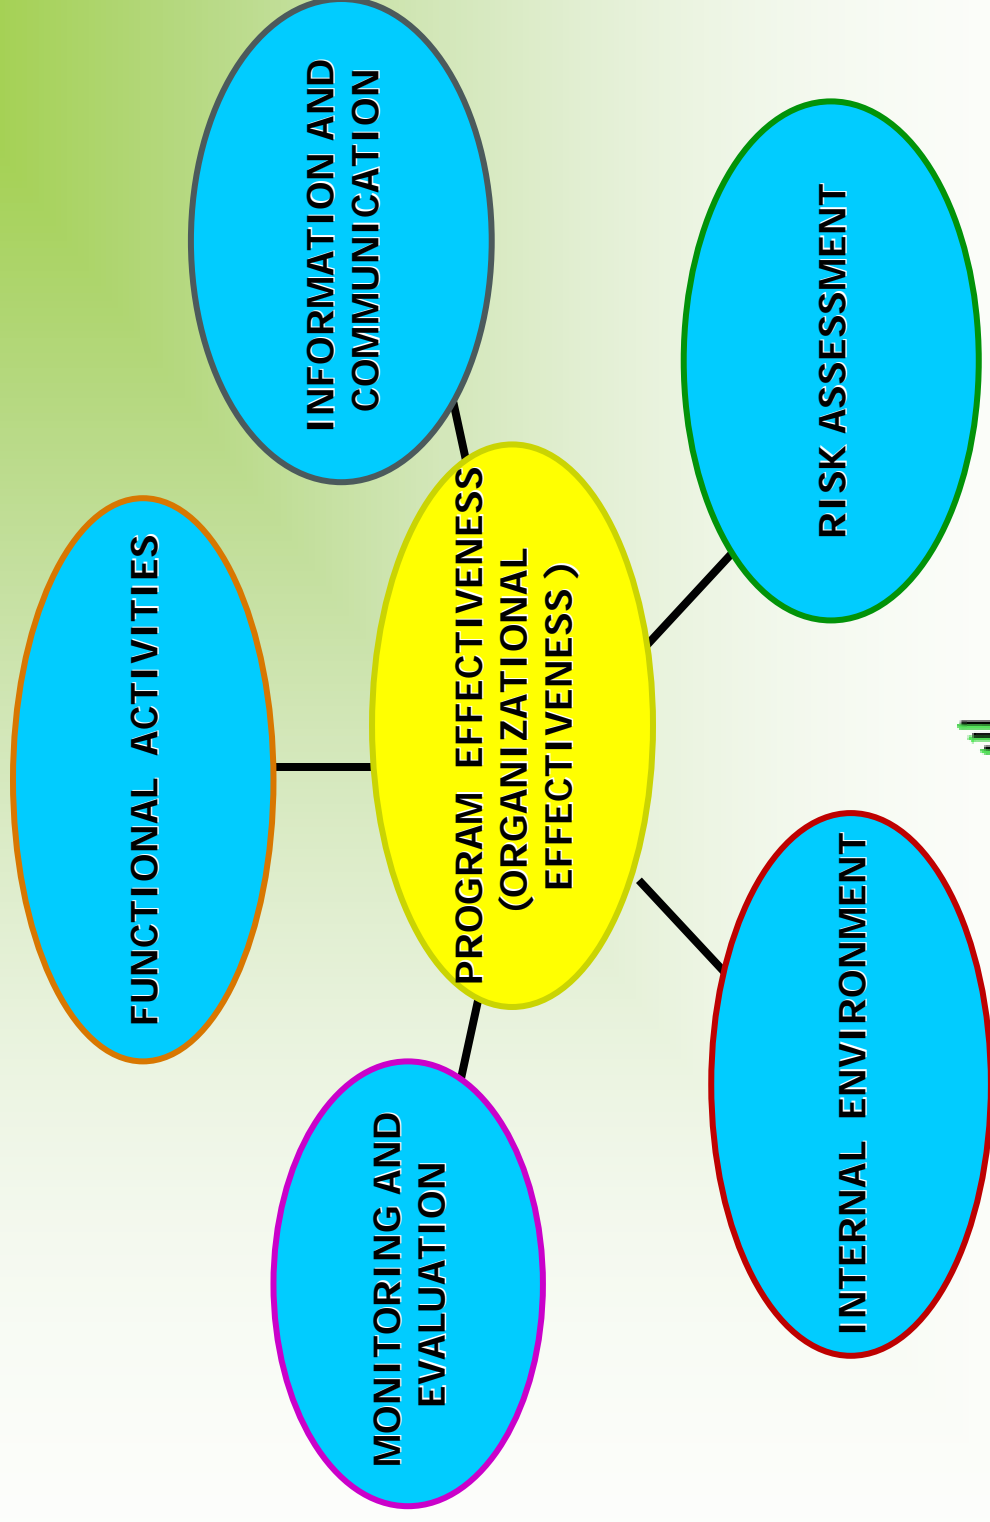 FUNCTIONAL ACTIVITIES
MONITORING AND
EVALUATION
INFORMATION AND
COMMUNICATION
PROGRAM EFFECTIVENESS
(ORGANIZATIONAL
EFFECTIVENESS)
INTERNAL ENVIRONMENT
RISK ASSESSMENT